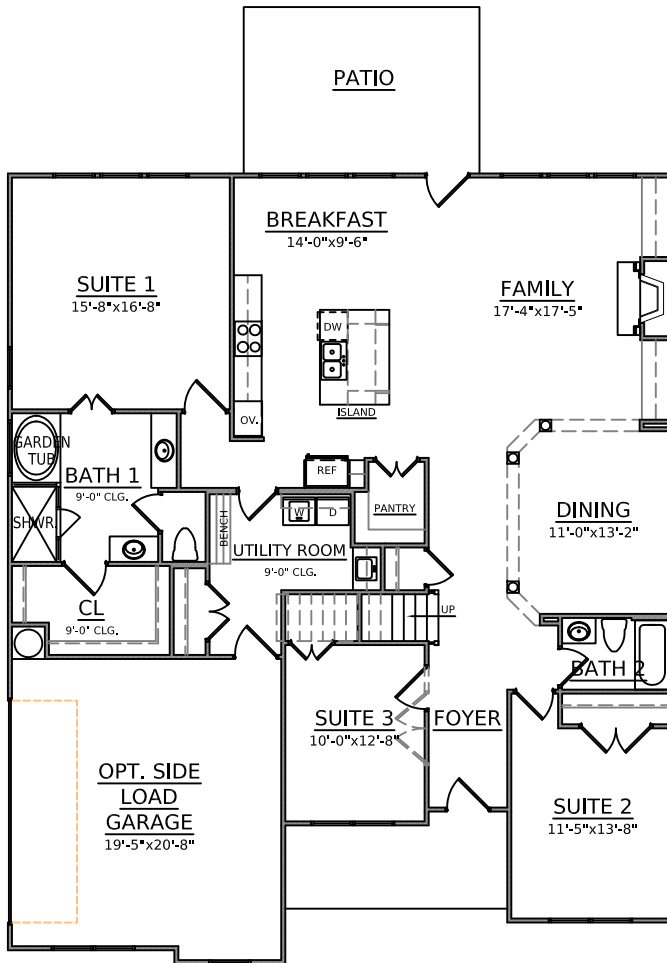 PATIO
BREAKFAST
14'-0"x9'-6"
SUITE 1
15'-8"x16'-8"
FAMILY
17'-4"x17'-5"
DW
ISLAND
OV.
GARDEN
TUB
BATH 1
9'-0" CLG.
REF
PANTRY
DINING
11'-0"x13'-2"
SHWR.
BENCH
W
D
UTILITY ROOM
9'-0" CLG.
CL
9'-0" CLG.
UP
BATH 2
SUITE 3
10'-0"x12'-8"
FOYER
OPT. SIDE
LOAD
GARAGE
19'-5"x20'-8"
SUITE 2
11'-5"x13'-8"